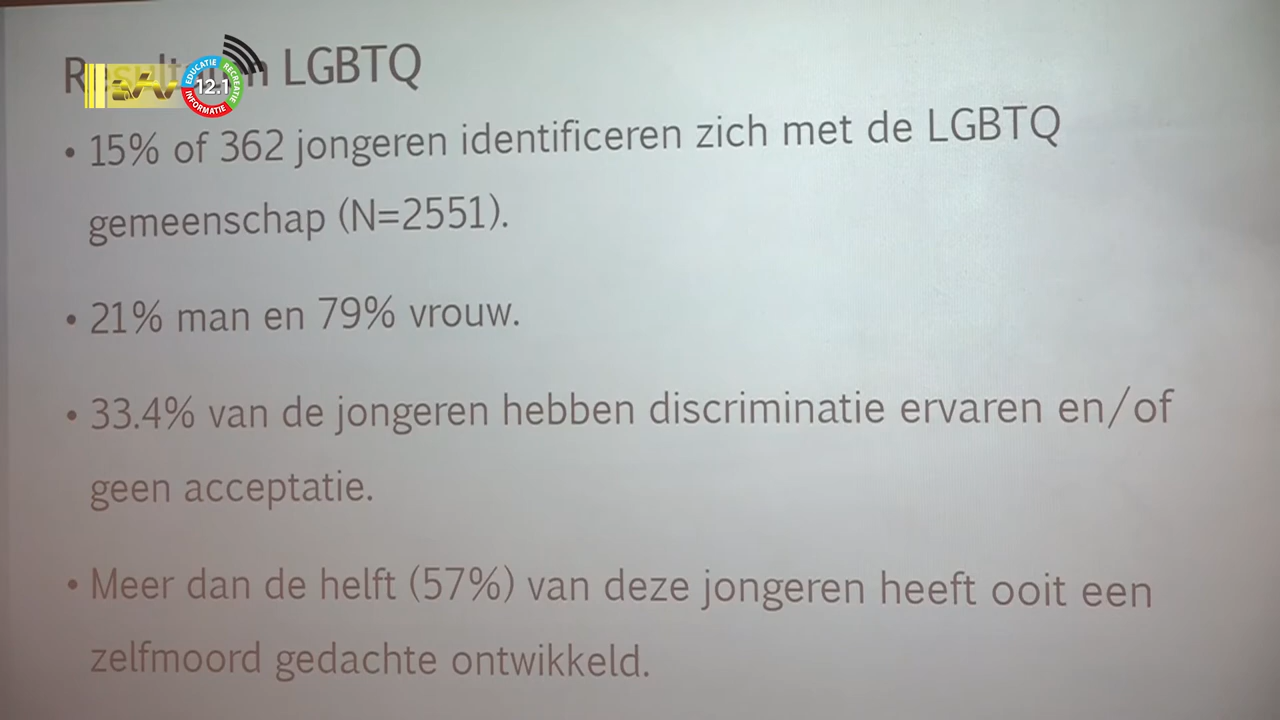 LGBTQ
EDUCATIE
RECREATIE
12.1
INFORMATIE
• 15% of 362 jongeren identificeren zich met de LGBTQ
gemeenschap (N=2551).
• 21% man en 79% vrouw.
• 33.4% van de jongeren hebben discriminatie ervaren en/of
geen acceptatie.
• Meer dan de helft (57%) van deze jongeren heeft ooit een
zelfmoord gedachte ontwikkeld.